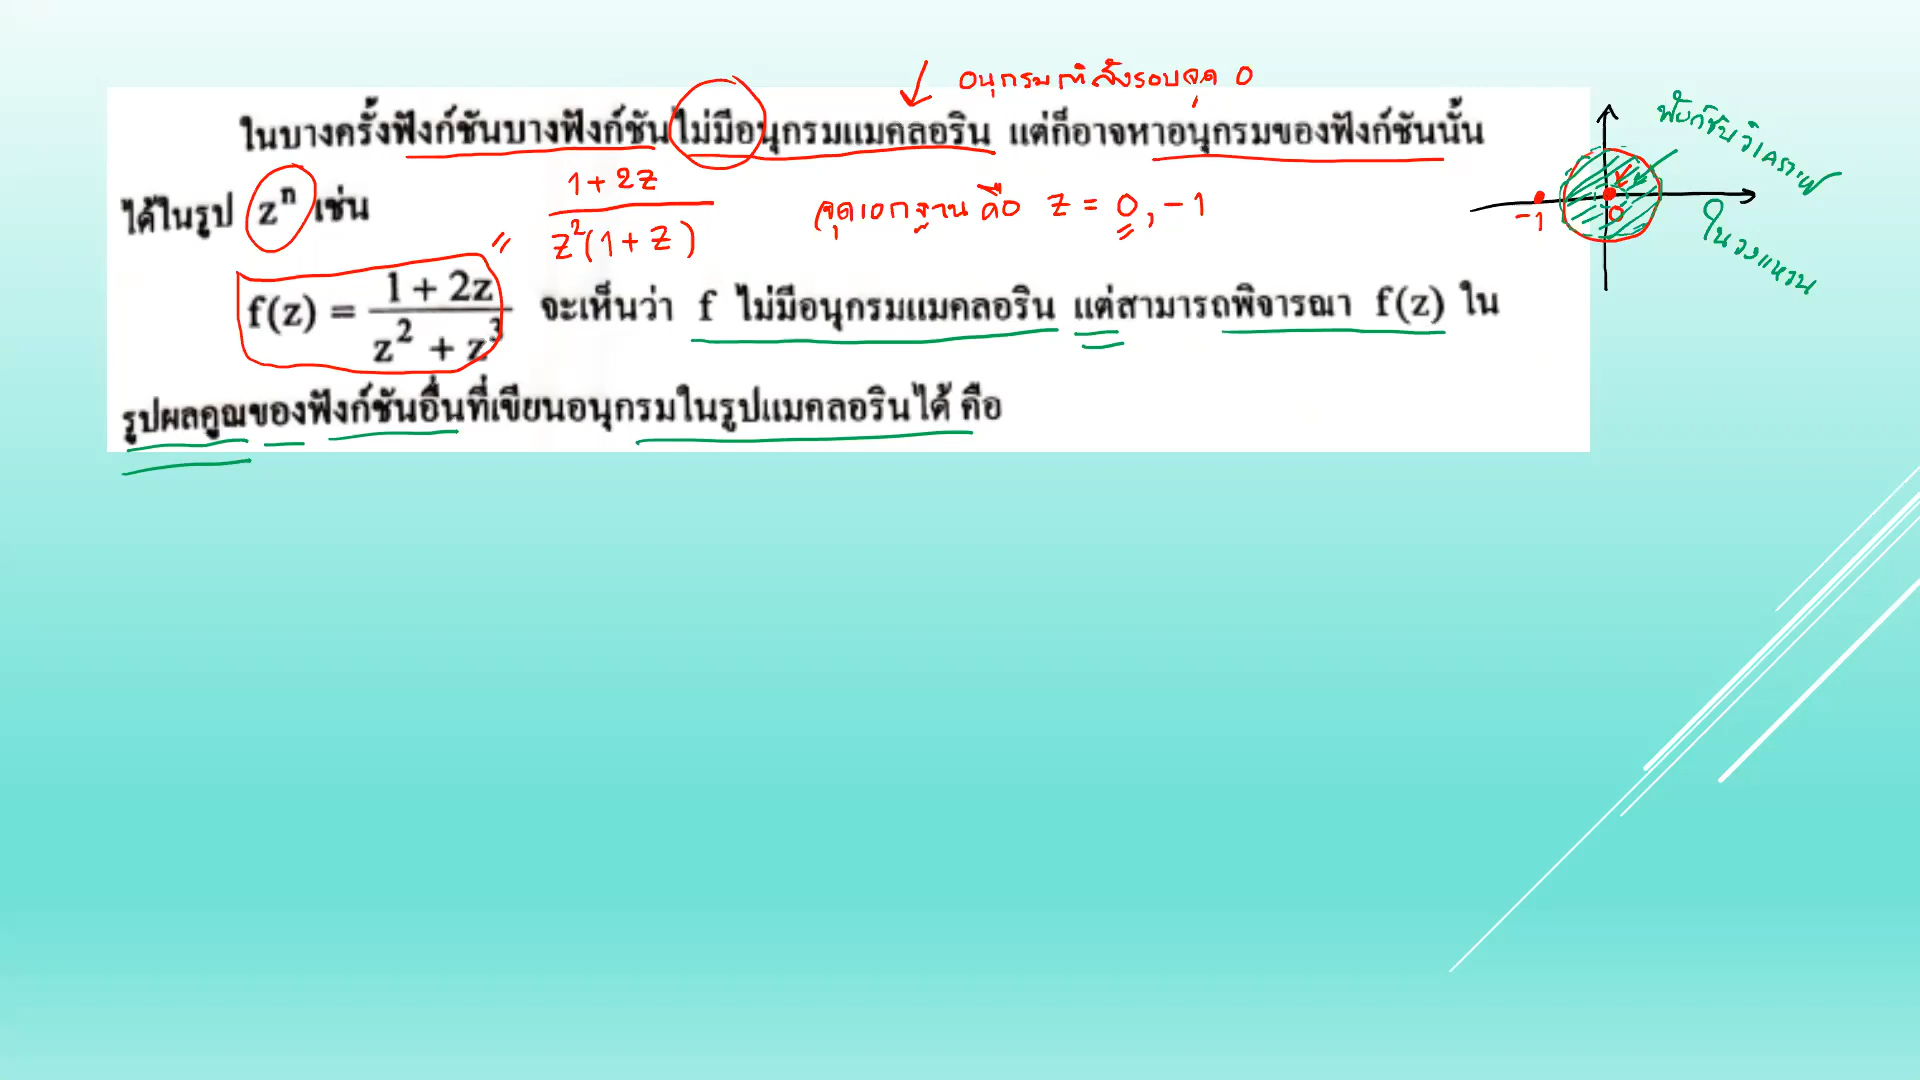 อนุกรมที่ตั้งรอบจุด 0
ในบางครั้งฟังก์ชันบางฟังก์ชันไม่มีอนุกรมแมคลอริน แต่ก็อาจหาอนุกรมของฟังก์ชันนั้น
ได้ในรูป zⁿ เช่น
= (1+2z)/(z²(1+z)) จุดเอกฐานคือ z = 0, -1
f(z) = (1 + 2z)/(z² + z³) จะเห็นว่า f ไม่มีอนุกรมแมคลอริน แต่สามารถพิจารณา f(z) ใน
รูปผลคูณของฟังก์ชันอื่นที่เขียนอนุกรมในรูปแมคลอรินได้ คือ
-1 0
ฟังก์ชันวิเคราะห์
ในวงแหวน